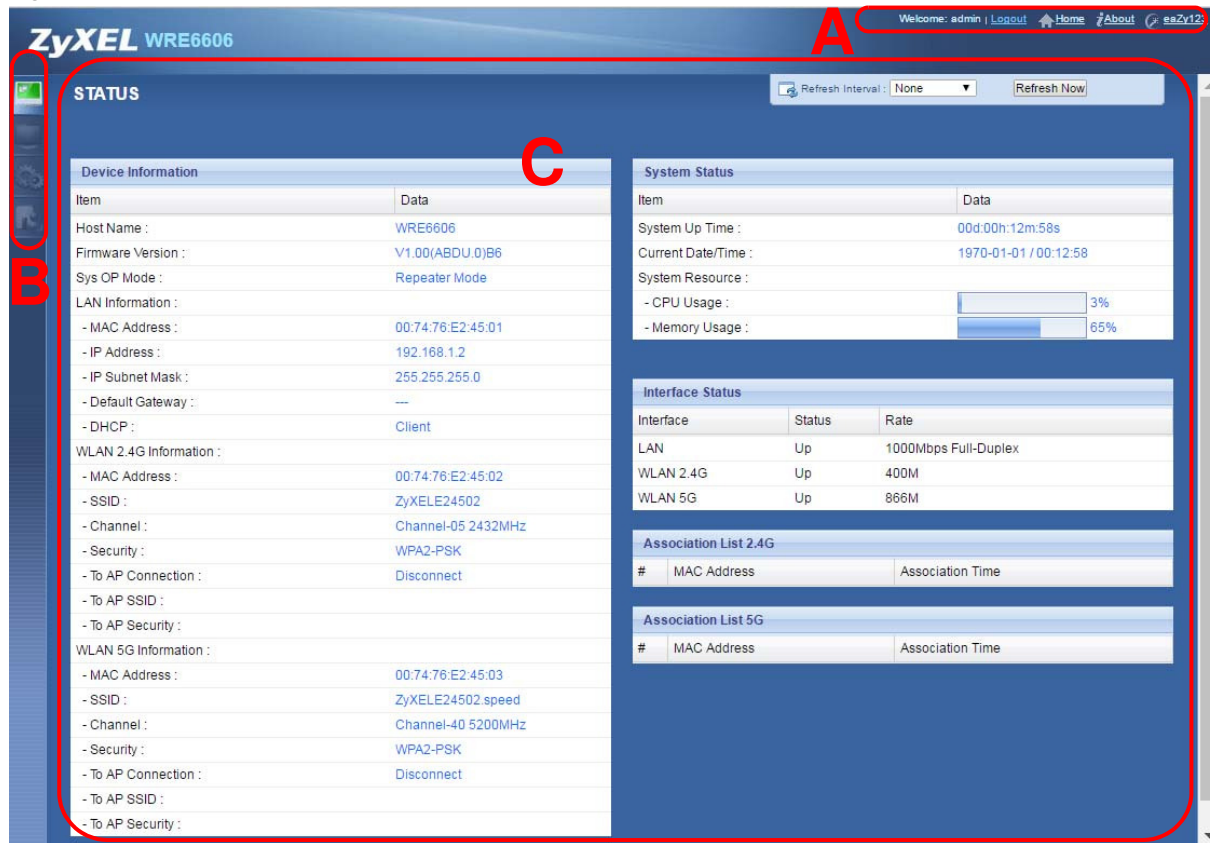 Welcome: admin | Logout Home About eaZy123
ZyXEL WRE6606
A
STATUS
Refresh Interval : None Refresh Now
B
C
Device Information
Item Data
Host Name : WRE6606
Firmware Version : V1.00(ABDU.0)B6
Sys OP Mode : Repeater Mode
LAN Information :
- MAC Address : 00:74:76:E2:45:01
- IP Address : 192.168.1.2
- IP Subnet Mask : 255.255.255.0
- Default Gateway : ---
- DHCP : Client
WLAN 2.4G Information :
- MAC Address : 00:74:76:E2:45:02
- SSID : ZyXELE24502
- Channel : Channel-05 2432MHz
- Security : WPA2-PSK
- To AP Connection : Disconnect
- To AP SSID :
- To AP Security :
WLAN 5G Information :
- MAC Address : 00:74:76:E2:45:03
- SSID : ZyXELE24502.speed
- Channel : Channel-40 5200MHz
- Security : WPA2-PSK
- To AP Connection : Disconnect
- To AP SSID :
- To AP Security :
System Status
Item Data
System Up Time : 00d:00h:12m:58s
Current Date/Time : 1970-01-01 / 00:12:58
System Resource :
- CPU Usage : 3%
- Memory Usage : 65%
Interface Status
Interface Status Rate
LAN Up 1000Mbps Full-Duplex
WLAN 2.4G Up 400M
WLAN 5G Up 866M
Association List 2.4G
# MAC Address Association Time
Association List 5G
# MAC Address Association Time